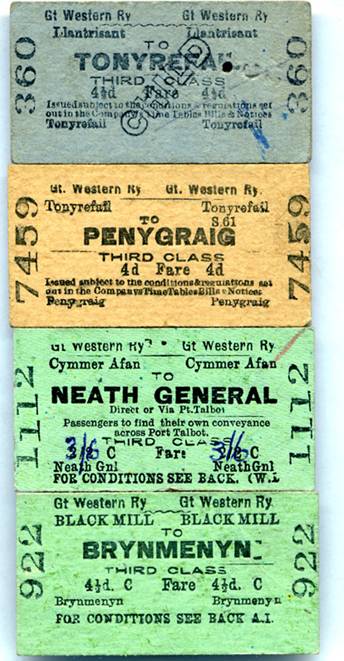 Gt Western Ry Gt Western Ry
Llantrisant Llantrisant
TO
TONYREFAIL
THIRD CLASS
4½d Fare 4½d
Issued subject to the conditions & regulations set
out in the Company's Time Tables Bills & Notices
Tonyrefail Tonyrefail
360 360
Gt. Western Ry Gt. Western Ry.
Tonyrefail Tonyrefail
S.61
TO
PENYGRAIG
THIRD CLASS
4d Fare 4d
Issued subject to the conditions & regulations set
out in the Company's Time Tables Bills & Notices
Penygraig Penygraig
7459 7459
Gt Western Ry Gt Western Ry
Cymmer Afan Cymmer Afan
TO
NEATH GENERAL
Direct or Via Pt. Talbot
Passengers to find their own conveyance
across Port Talbot.
THIRD CLASS
3/6 C Fare 3/6 C
Neath Gnl Neath Gnl
FOR CONDITIONS SEE BACK. (W.L
1112 1112
Gt Western Ry Gt Western Ry
BLACK MILL BLACK MILL
TO
BRYNMENYN
THIRD CLASS
4½d. C Fare 4½d. C
Brynmenyn Brynmenyn
FOR CONDITIONS SEE BACK A.I.
922 922